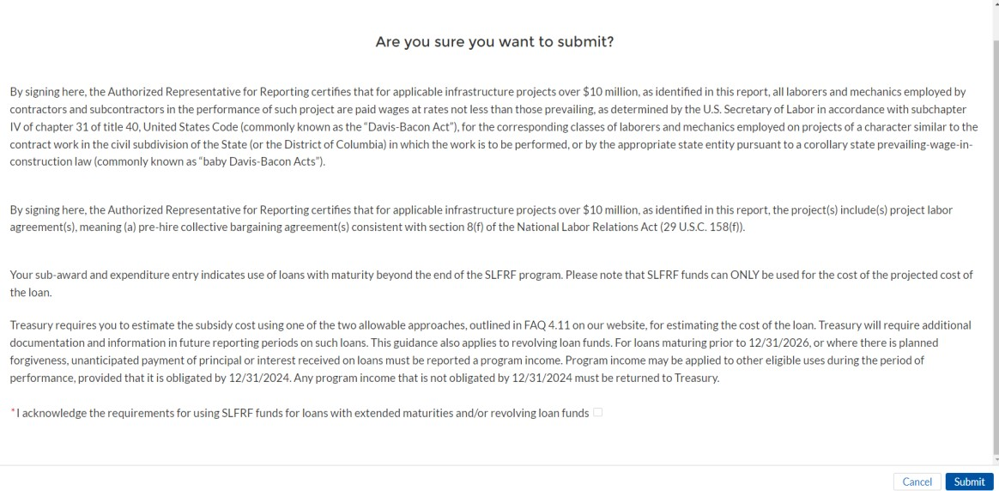 Are you sure you want to submit?
By signing here, the Authorized Representative for Reporting certifies that for applicable infrastructure projects over $10 million, as identified in this report, all laborers and mechanics employed by
contractors and subcontractors in the performance of such project are paid wages at rates not less than those prevailing, as determined by the U.S. Secretary of Labor in accordance with subchapter
IV of chapter 31 of title 40, United States Code (commonly known as the “Davis-Bacon Act”), for the corresponding classes of laborers and mechanics employed on projects of a character similar to the
contract work in the civil subdivision of the State (or the District of Columbia) in which the work is to be performed, or by the appropriate state entity pursuant to a corollary state prevailing-wage-in-
construction law (commonly known as “baby Davis-Bacon Acts”).
By signing here, the Authorized Representative for Reporting certifies that for applicable infrastructure projects over $10 million, as identified in this report, the project(s) include(s) project labor
agreement(s), meaning (a) pre-hire collective bargaining agreement(s) consistent with section 8(f) of the National Labor Relations Act (29 U.S.C. 158(f)).
Your sub-award and expenditure entry indicates use of loans with maturity beyond the end of the SLFRF program. Please note that SLFRF funds can ONLY be used for the cost of the projected cost of
the loan.
Treasury requires you to estimate the subsidy cost using one of the two allowable approaches, outlined in FAQ 4.11 on our website, for estimating the cost of the loan. Treasury will require additional
documentation and information in future reporting periods on such loans. This guidance also applies to revolving loan funds. For loans maturing prior to 12/31/2026, or where there is planned
forgiveness, unanticipated payment of principal or interest received on loans must be reported a program income. Program income may be applied to other eligible uses during the period of
performance, provided that it is obligated by 12/31/2024. Any program income that is not obligated by 12/31/2024 must be returned to Treasury.
*I acknowledge the requirements for using SLFRF funds for loans with extended maturities and/or revolving loan funds
Cancel Submit